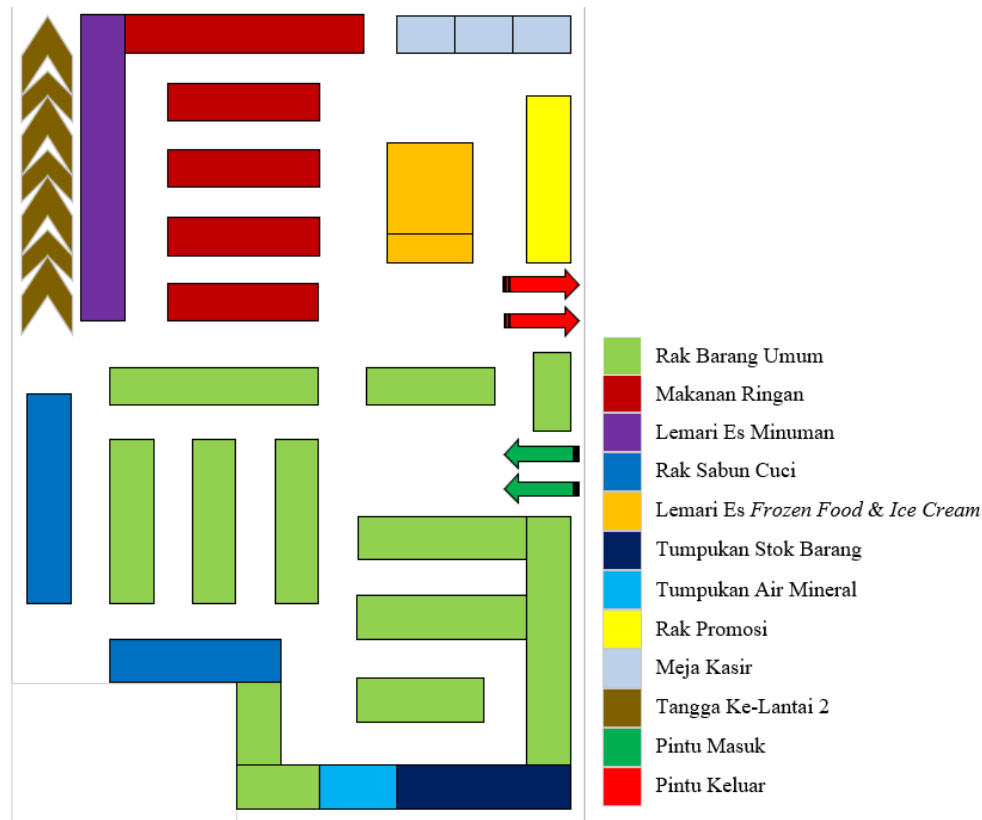 Rak Barang Umum
Makanan Ringan
Lemari Es Minuman
Rak Sabun Cuci
Lemari Es Frozen Food & Ice Cream
Tumpukan Stok Barang
Tumpukan Air Mineral
Rak Promosi
Meja Kasir
Tangga Ke-Lantai 2
Pintu Masuk
Pintu Keluar